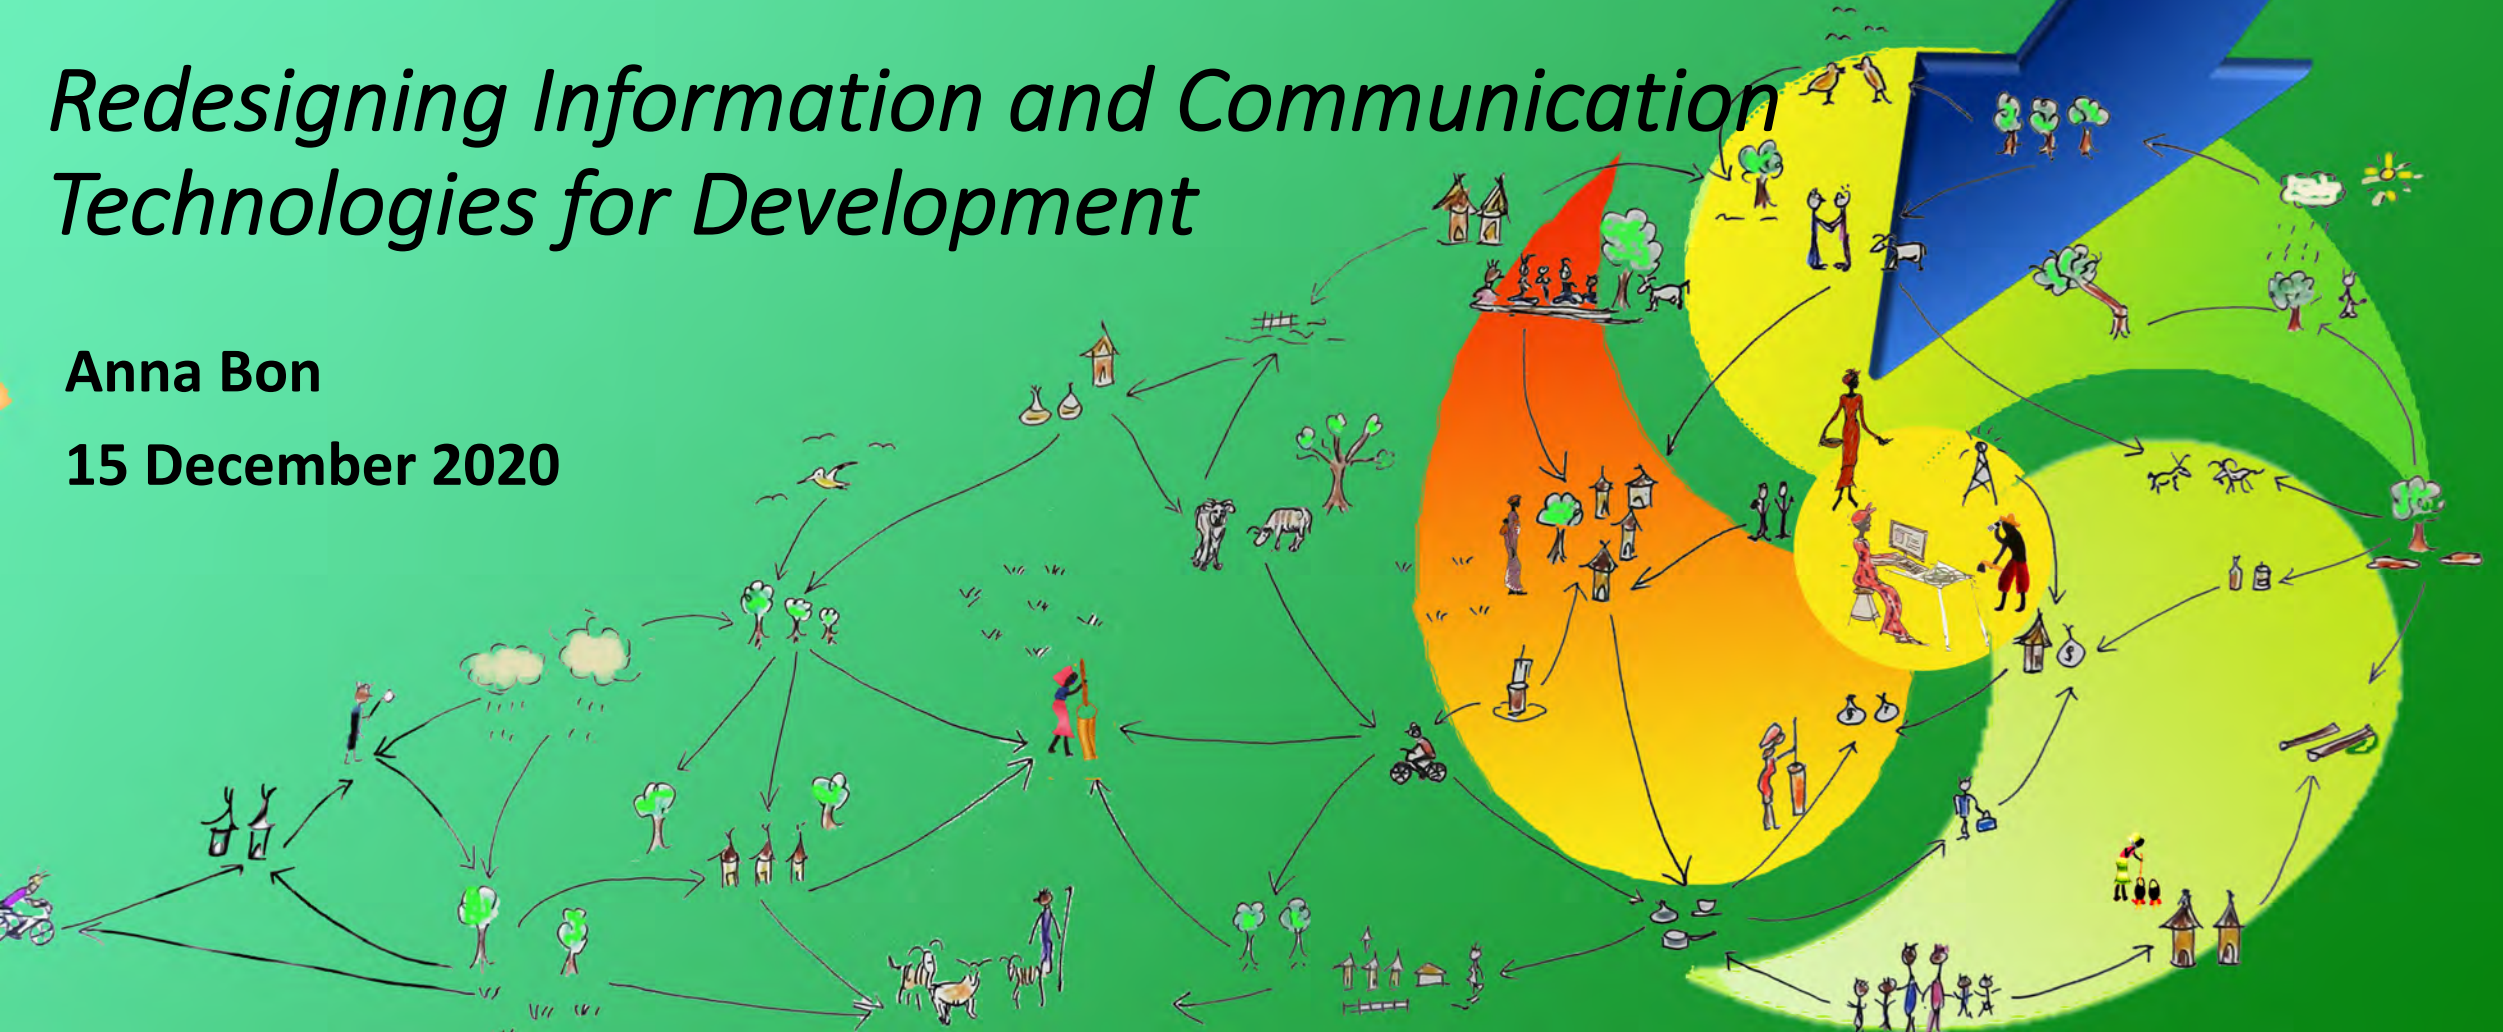 Redesigning Information and Communication
Technologies for Development
Anna Bon
15 December 2020